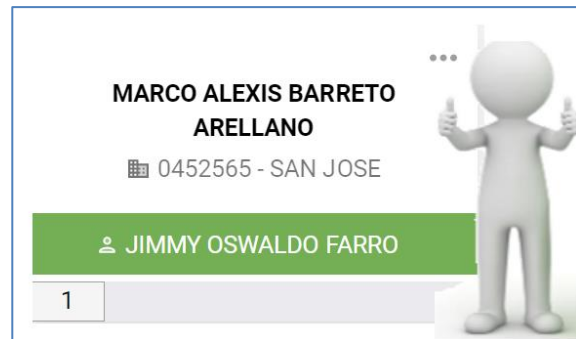 MARCO ALEXIS BARRETO
ARELLANO
0452565 - SAN JOSE
JIMMY OSWALDO FARRO
1